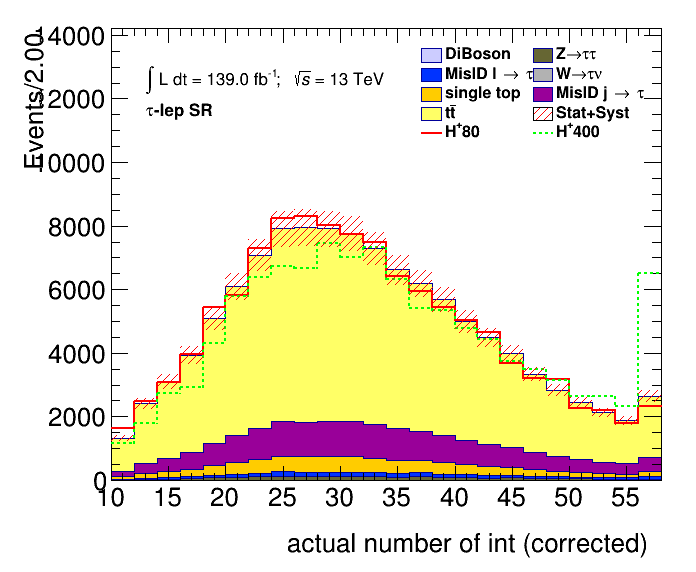 Events/2.00
14000
12000
10000
8000
6000
4000
2000
0
∫ L dt = 139.0 fb⁻¹; √s = 13 TeV
τ-lep SR
DiBoson
MisID l → τ
single top
tt̄
H⁺80
Z→ττ
W→τν
MisID j → τ
Stat+Syst
H⁺400
10 15 20 25 30 35 40 45 50 55
actual number of int (corrected)